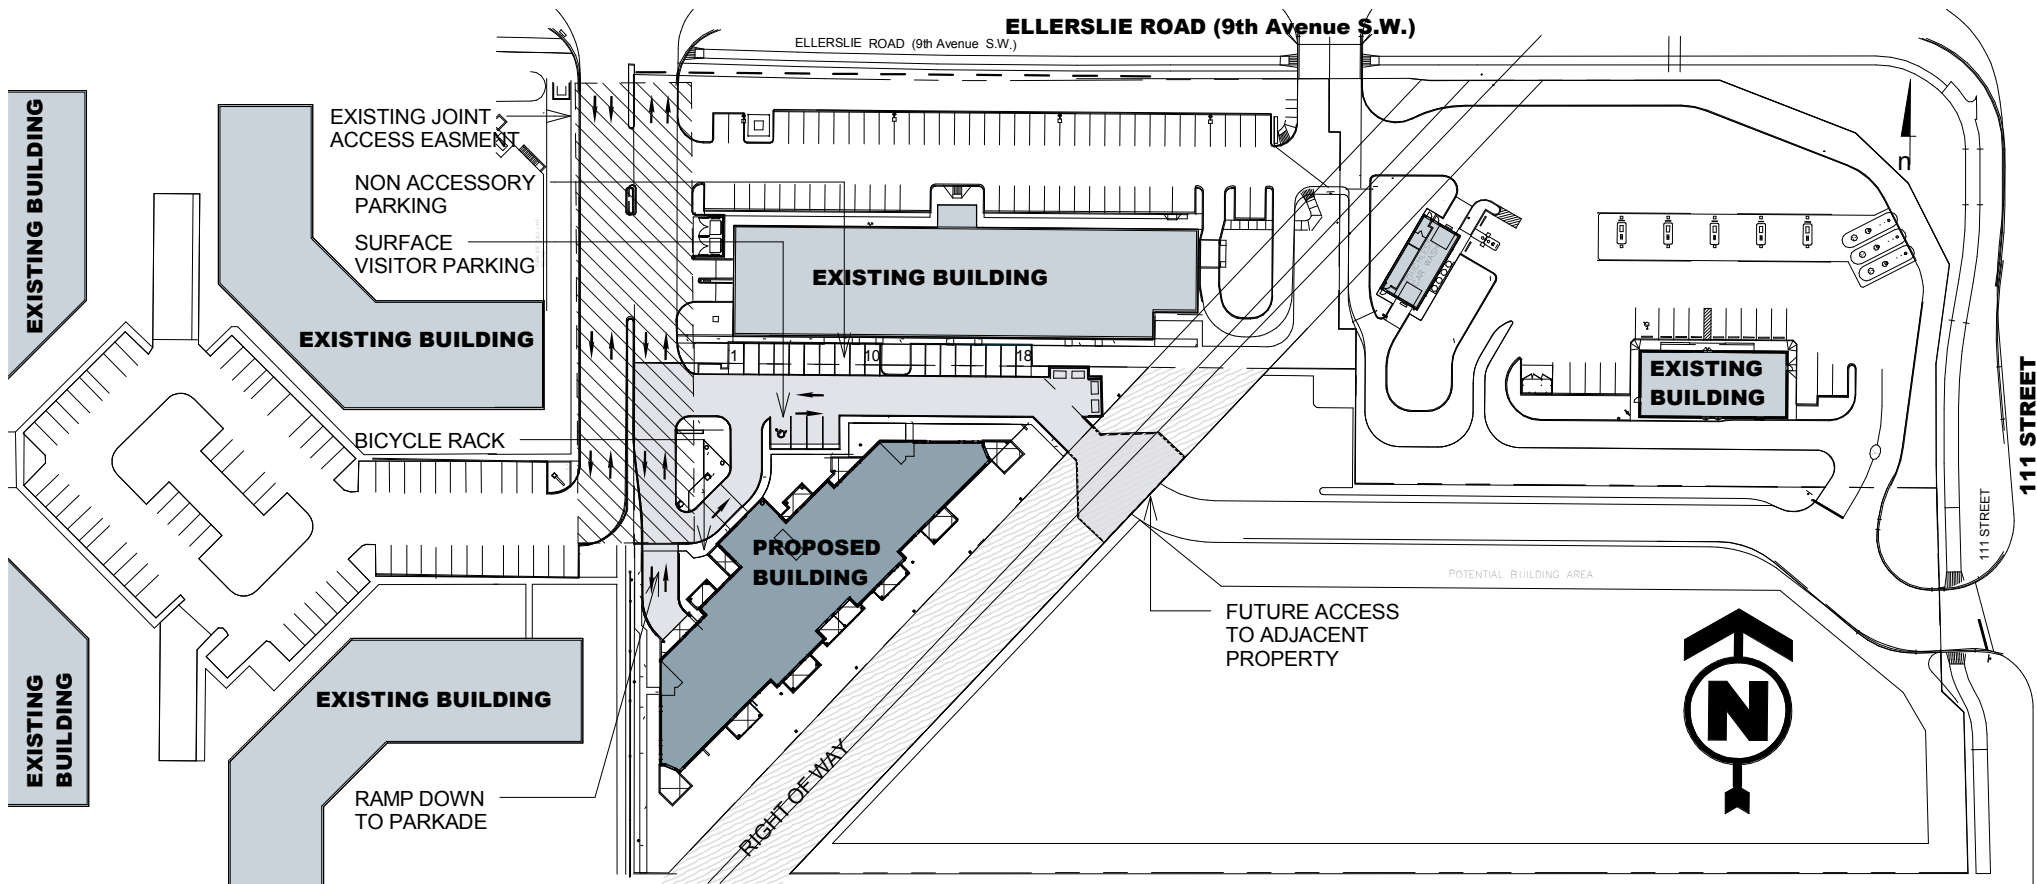 ELLERSLIE ROAD (9th Avenue S.W.)
ELLERSLIE ROAD (9th Avenue S.W.)
EXISTING BUILDING
EXISTING JOINT
ACCESS EASMENT
NON ACCESSORY
PARKING
SURFACE
VISITOR PARKING
n
EXISTING BUILDING
EXISTING BUILDING
1
10
18
EXISTING
BUILDING
111 STREET
BICYCLE RACK
111 STREET
PROPOSED
BUILDING
POTENTIAL BUILDING AREA
FUTURE ACCESS
TO ADJACENT
PROPERTY
EXISTING
BUILDING
EXISTING BUILDING
N
RAMP DOWN
TO PARKADE
RIGHT OF WAY